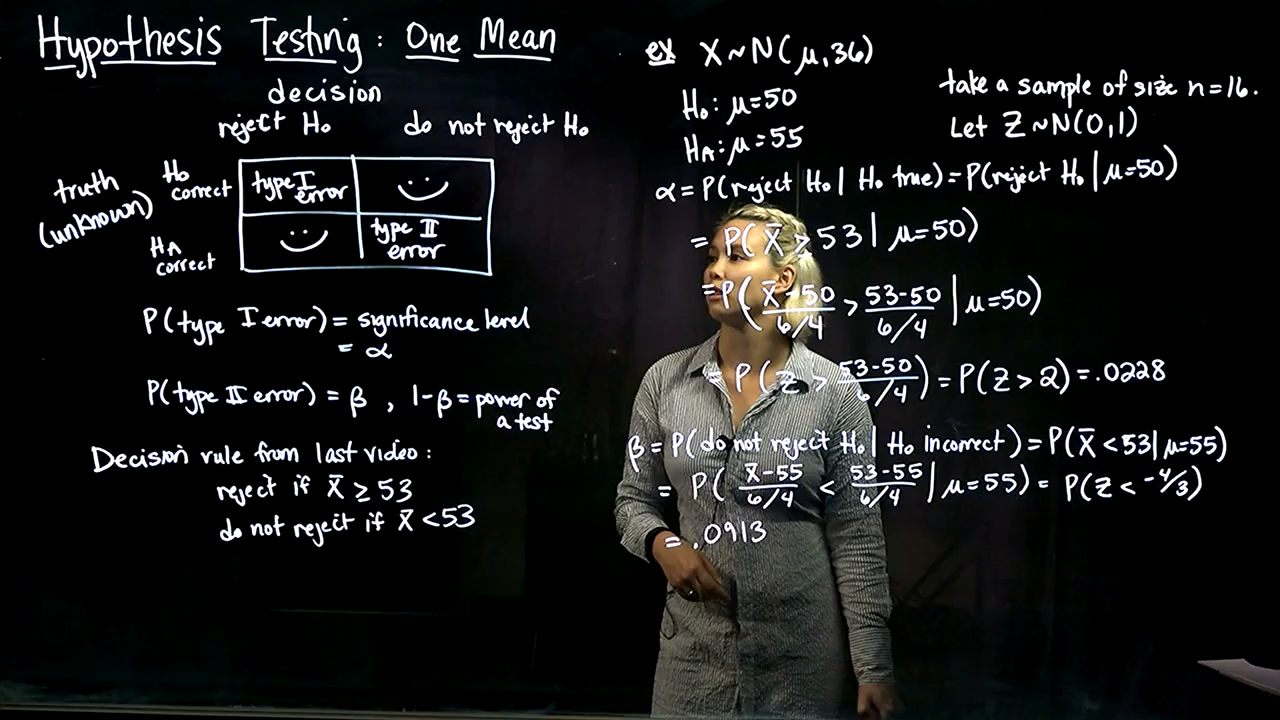 Hypothesis Testing: One Mean
decision
reject H₀ do not reject H₀
truth
(unknown)
H₀
correct
type I
error
HA
correct
type II
error
P(type I error) = significance level
= α
P(type II error) = β , 1-β = power of
a test
Decision rule from last video:
reject if X̄ ≥ 53
do not reject if X̄ < 53
ex X~N(μ,36)
H₀: μ=50
HA: μ=55
take a sample of size n=16.
Let Z~N(0,1)
α = P(reject H₀ | H₀ true) = P(reject H₀ | μ=50)
= P(X̄ ≥ 53 | μ=50)
= P( X̄-50 / 6/4 > 53-50 / 6/4 | μ=50)
= P( Z > 53-50 / 6/4 ) = P(Z > 2) = .0228
β = P(do not reject H₀ | H₀ incorrect) = P(X̄ < 53 | μ=55)
= P( X̄-55 / 6/4 < 53-55 / 6/4 | μ=55) = P(Z < -4/3)
= .0913